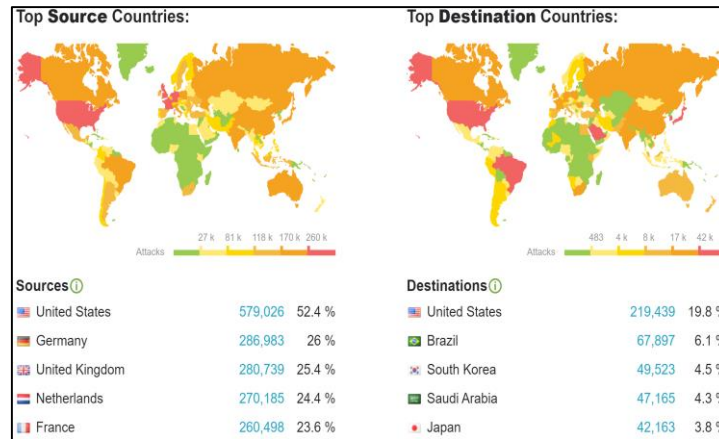 Top Source Countries:
27 k 81 k 118 k 170 k 260 k
Attacks
Sources
United States 579,026 52.4 %
Germany 286,983 26 %
United Kingdom 280,739 25.4 %
Netherlands 270,185 24.4 %
France 260,498 23.6 %
Top Destination Countries:
483 4 k 8 k 17 k 42 k
Attacks
Destinations
United States 219,439 19.8 %
Brazil 67,897 6.1 %
South Korea 49,523 4.5 %
Saudi Arabia 47,165 4.3 %
Japan 42,163 3.8 %